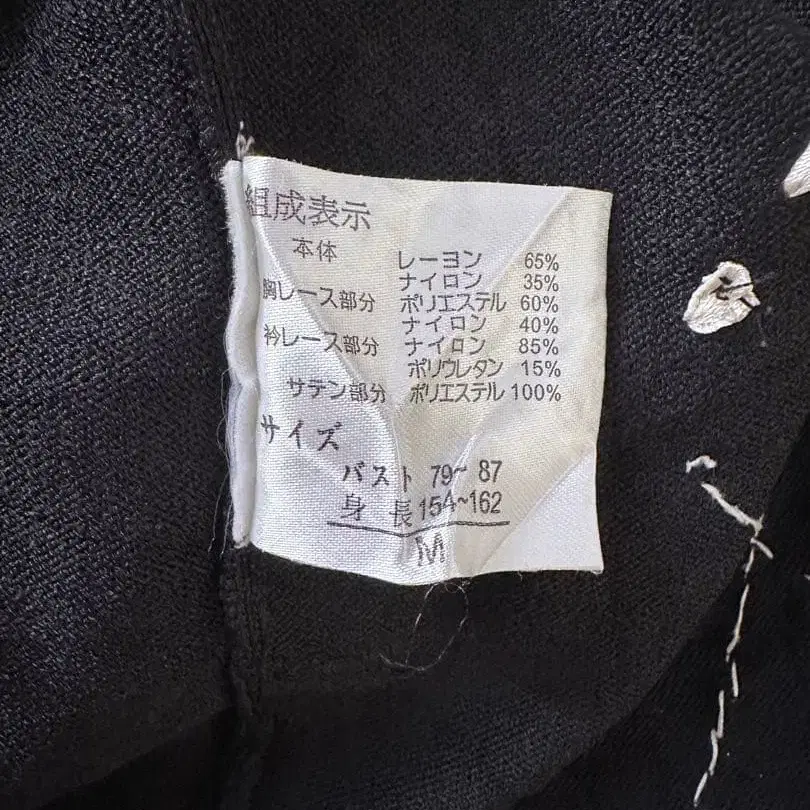 組成表示
本体 レーヨン 65%
ナイロン 35%
胸レース部分 ポリエステル 60%
ナイロン 40%
衿レース部分 ナイロン 85%
ポリウレタン 15%
サテン部分 ポリエステル 100%
サイズ
バスト 79~87
身長 154~162
M